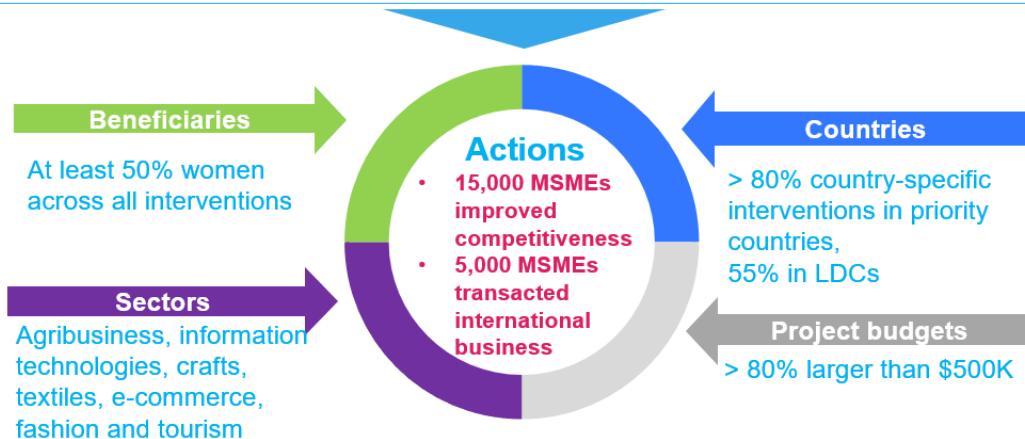 Beneficiaries
At least 50% women
across all interventions
Sectors
Agribusiness, information
technologies, crafts,
textiles, e-commerce,
fashion and tourism
Actions
• 15,000 MSMEs
improved
competitiveness
• 5,000 MSMEs
transacted
international
business
Countries
> 80% country-specific
interventions in priority
countries,
55% in LDCs
Project budgets
> 80% larger than $500K